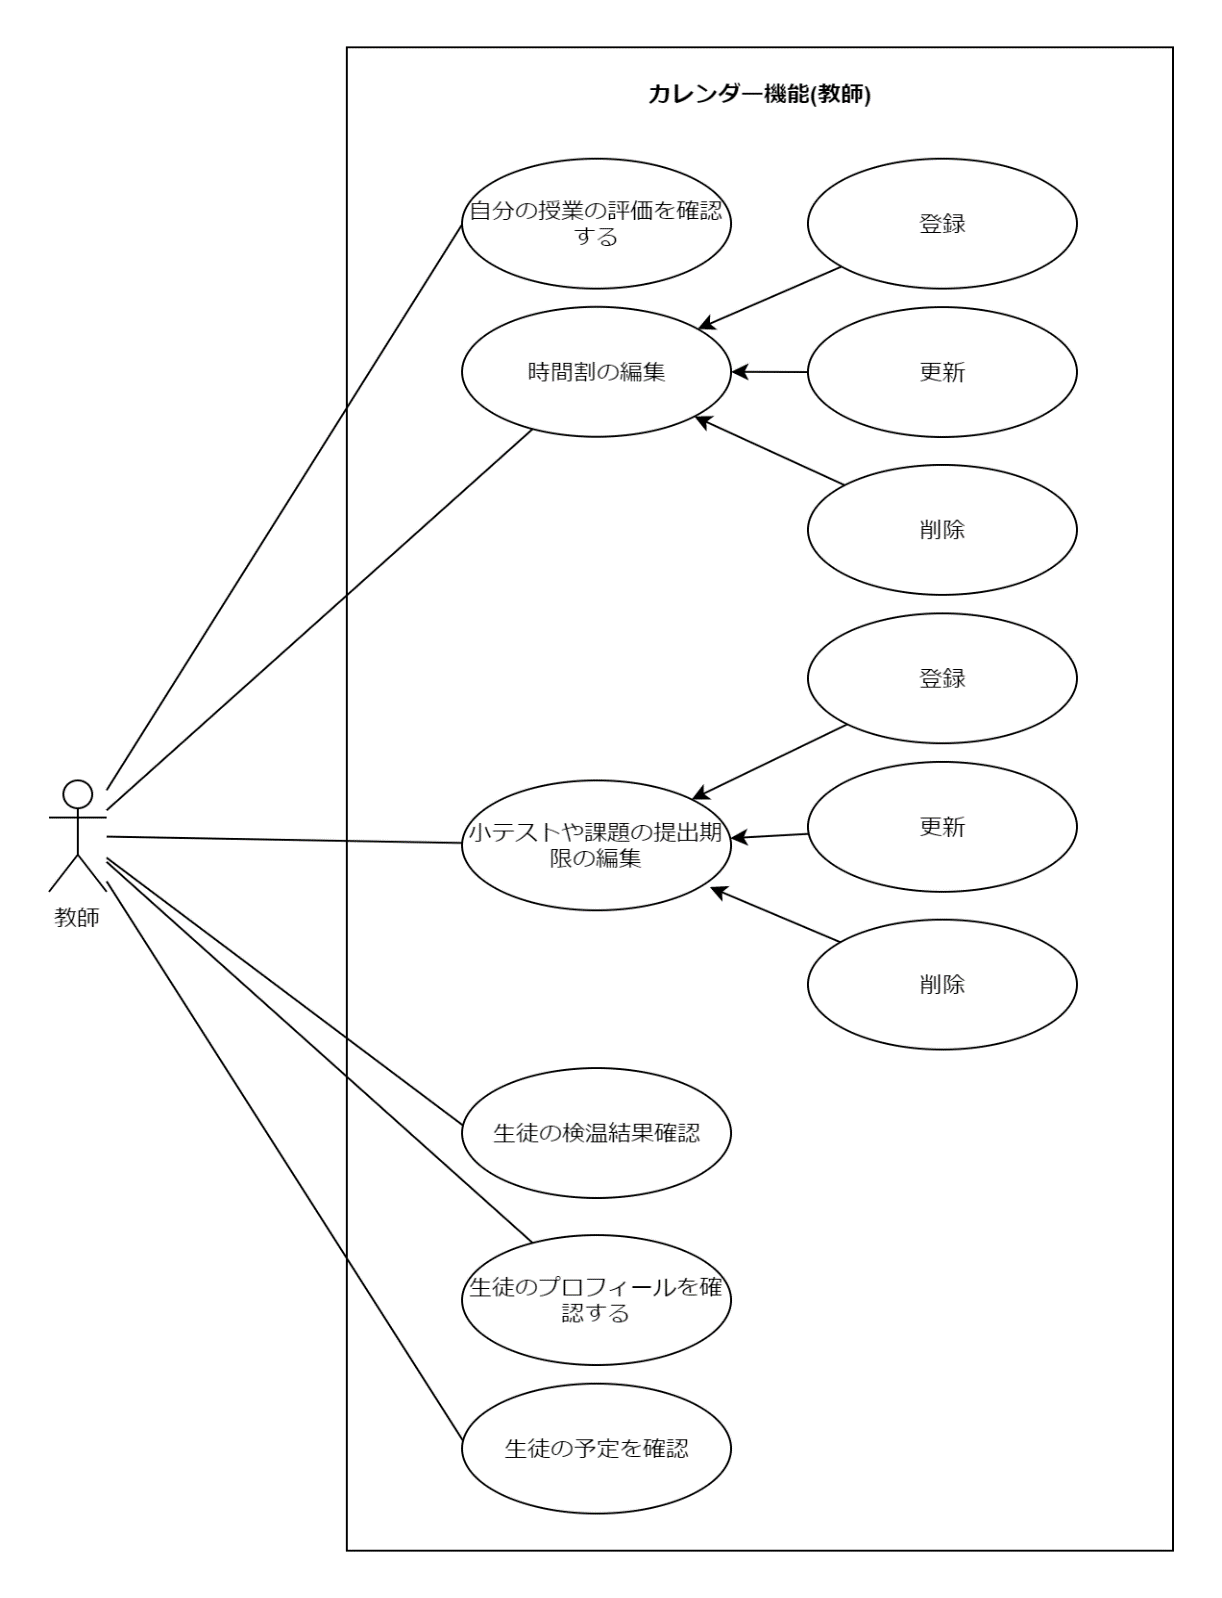 カレンダー機能(教師)
自分の授業の評価を確認
する
登録
時間割の編集
更新
削除
登録
小テストや課題の提出期
限の編集
更新
教師
削除
生徒の検温結果確認
生徒のプロフィールを確
認する
生徒の予定を確認